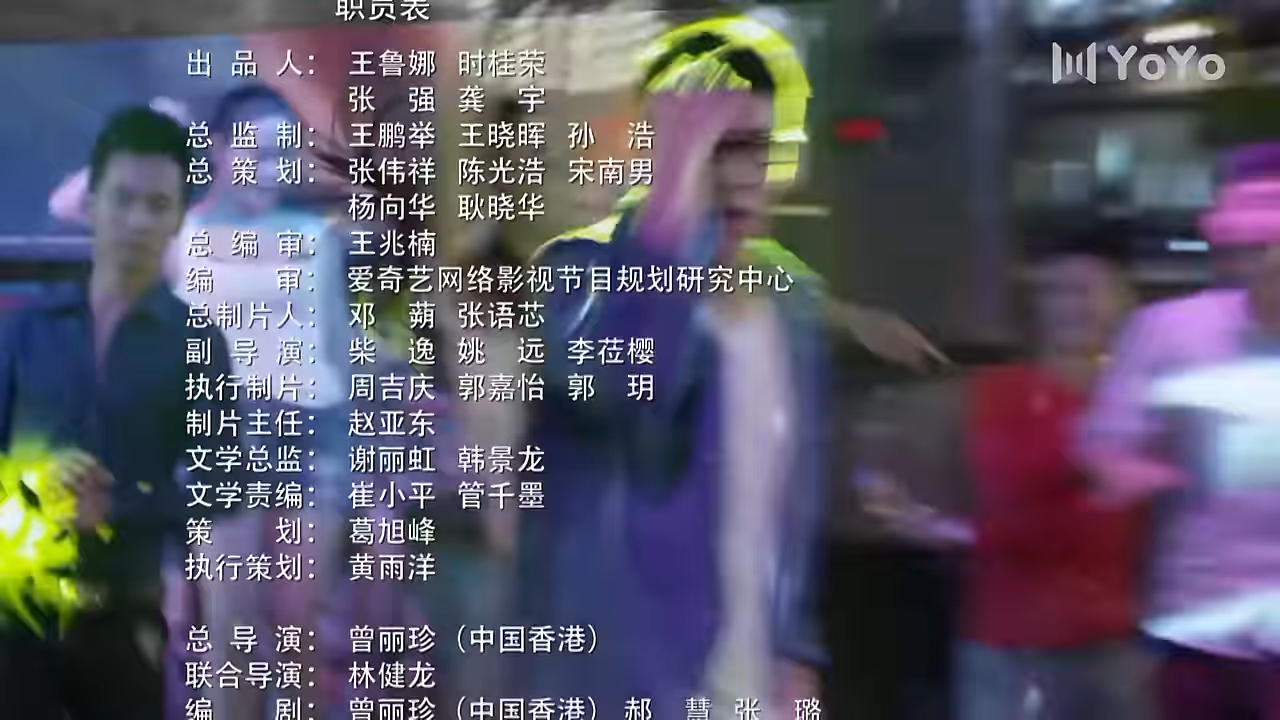 职员表
YoYo
出 品 人： 王鲁娜 时桂荣
张 强 龚 宇
总 监 制： 王鹏举 王晓晖 孙 浩
总 策 划： 张伟祥 陈光浩 宋南男
杨向华 耿晓华
总 编 审： 王兆楠
编 审： 爱奇艺网络影视节目规划研究中心
总制片人： 邓 蒴 张语芯
副 导 演： 柴 逸 姚 远 李莅樱
执行制片： 周吉庆 郭嘉怡 郭 玥
制片主任： 赵亚东
文学总监： 谢丽虹 韩景龙
文学责编： 崔小平 管千墨
策 划： 葛旭峰
执行策划： 黄雨洋
总 导 演： 曾丽珍（中国香港）
联合导演： 林健龙
编 剧： 曾丽珍（中国香港） 郝 慧 张 璐